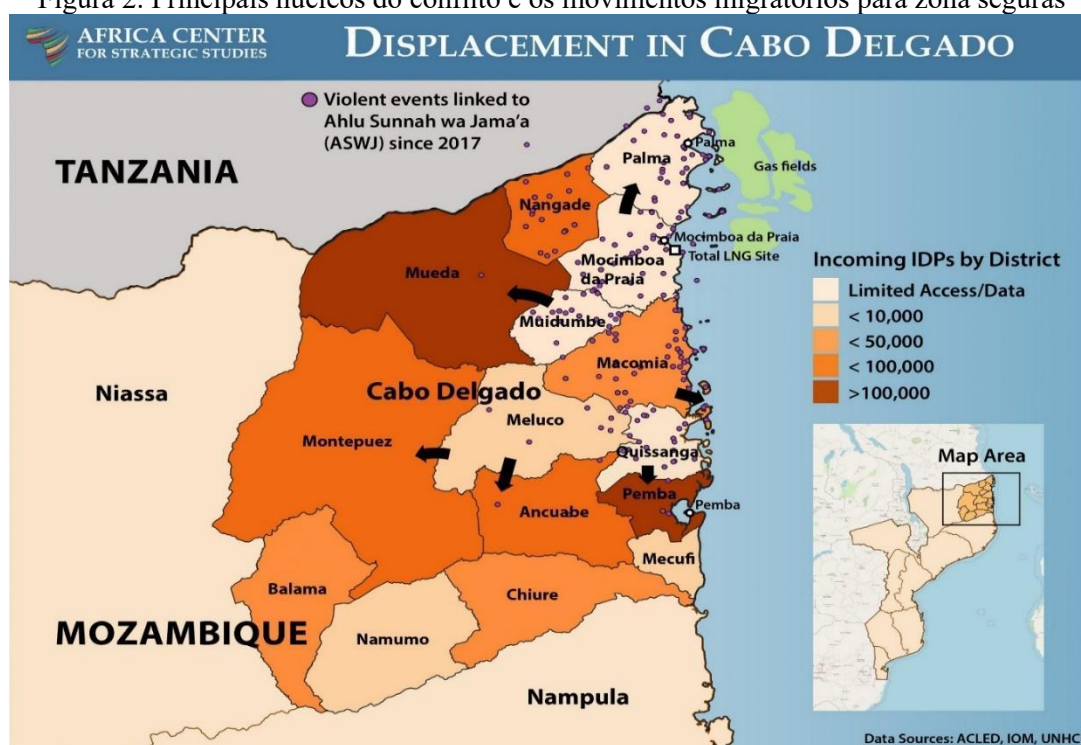 Figura 2. Principais núcleos do conflito e os movimentos migratórios para zona seguras
AFRICA CENTER
FOR STRATEGIC STUDIES
DISPLACEMENT IN CABO DELGADO
Violent events linked to
Ahlu Sunnah wa Jama'a
(ASWJ) since 2017
TANZANIA
Palma
Palma
Gas fields
Nangade
Mocimboa da Praia
Total LNG Site
Mocimboa
da Praia
Mueda
Muidumbe
Macomia
Niassa
Cabo Delgado
Meluco
Montepuez
Quissanga
Pemba
Pemba
Ancuabe
Mecufi
Balama
Chiure
MOZAMBIQUE
Namumo
Nampula
Incoming IDPs by District
Limited Access/Data
< 10,000
< 50,000
< 100,000
>100,000
Map Area
Data Sources: ACLED, IOM, UNHC